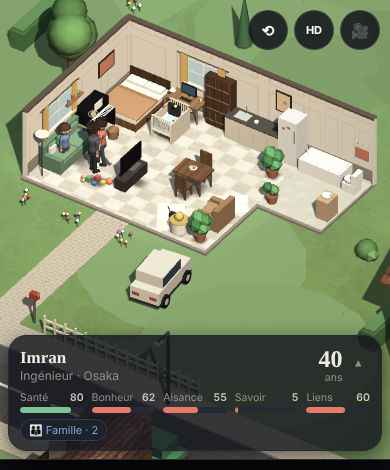 HD
Imran
40
Ingénieur · Osaka
ans
Santé 80 Bonheur 62 Aisance 55 Savoir 5 Liens 60
Famille · 2